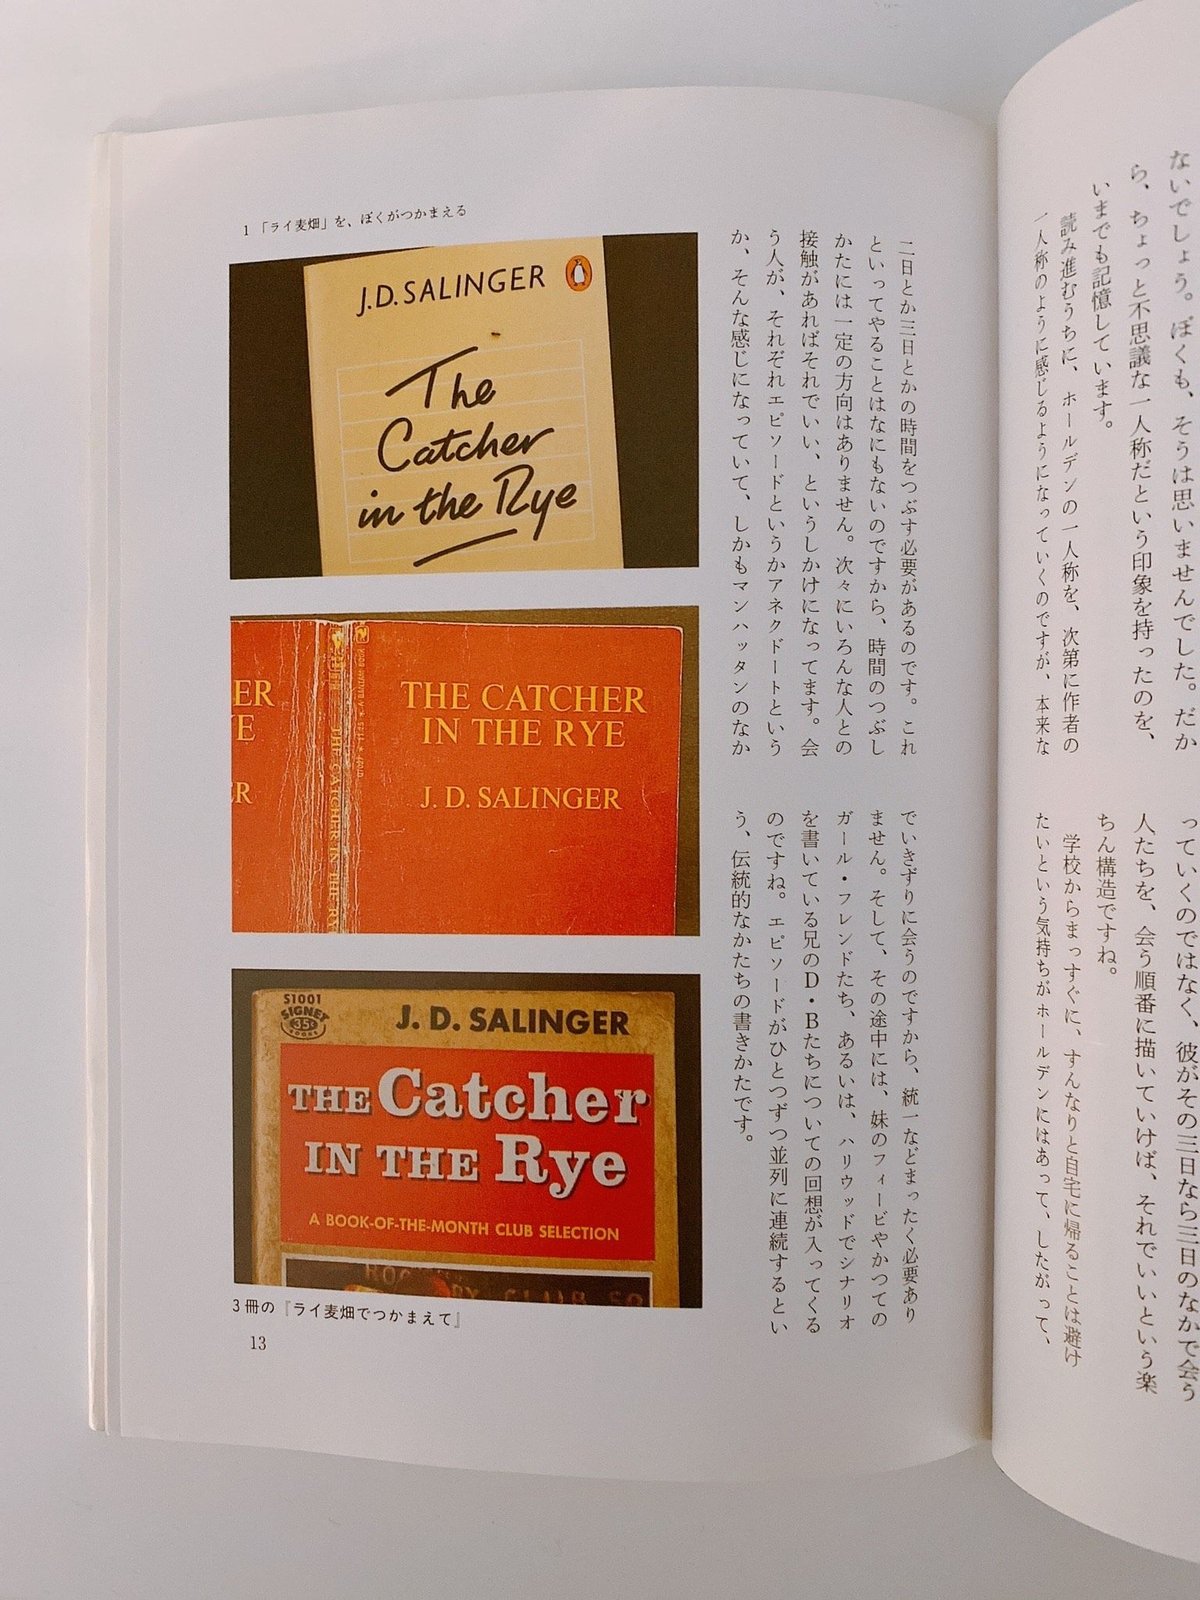 ないでしょう。ぼくも、そうは思いませんでした。だか
ら、ちょっと不思議な一人称だという印象を持ったのを、
いまでも記憶しています。
読み進むうちに、ホールデンの一人称を、次第に作者の
一人称のように感じるようになっていくのですが、本来な
っていくのではなく、彼がその三日なら三日のなかで会う
人たちを、会う順番に描いていけば、それでいいという楽
ちん構造ですね。
学校からまっすぐに、すんなりと自宅に帰ることは避け
たいという気持ちがホールデンにはあって、したがって、
二日とか三日とかの時間をつぶす必要があるのです。これ
といってやることはなにもないのですから、時間のつぶし
かたには一定の方向はありません。次々にいろんな人との
接触があればそれでいい、というしかけになってます。会
う人が、それぞれエピソードというかアネクドートという
か、そんな感じになっていて、しかもマンハッタンのなか
でいきずりに会うのですから、統一などまったく必要あり
ません。そして、その途中には、妹のフィービやかつての
ガール・フレンドたち、あるいは、ハリウッドでシナリオ
を書いている兄のD・Bたちについての回想が入ってくる
のですね。エピソードがひとつずつ並列に連続するとい
う、伝統的なかたちの書きかたです。
1 「ライ麦畑」を、ぼくがつかまえる
J.D. SALINGER
The
Catcher
in the Rye
ER
E
ER
THE CATCHER IN THE RY
THE CATCHER
IN THE RYE
J. D. SALINGER
S1001
SIGNET
35¢
BOOKS
J. D. SALINGER
THE Catcher
IN THE Rye
A BOOK-OF-THE-MONTH CLUB SELECTION
3冊の『ライ麦畑でつかまえて』
13